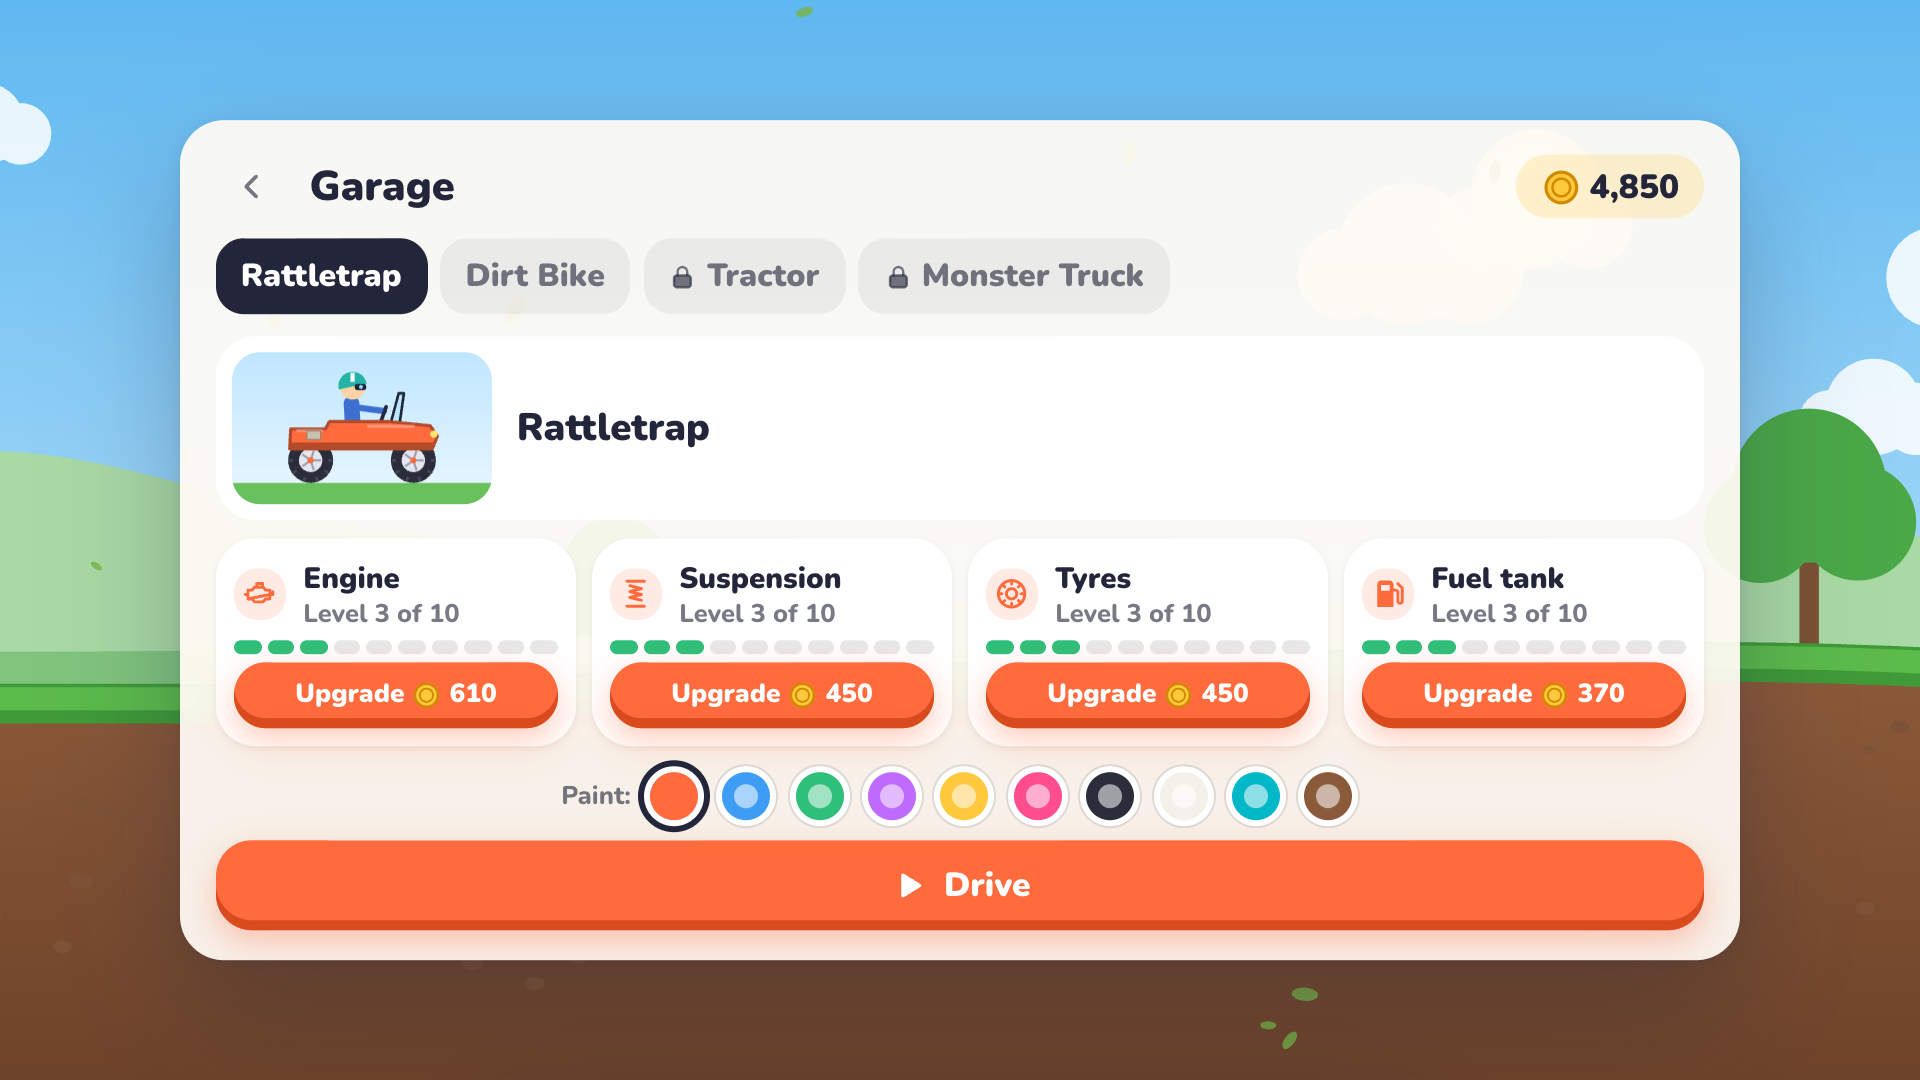 Garage
4,850
Rattletrap
Dirt Bike
Tractor
Monster Truck
Rattletrap
Engine
Level 3 of 10
Upgrade 610
Suspension
Level 3 of 10
Upgrade 450
Tyres
Level 3 of 10
Upgrade 450
Fuel tank
Level 3 of 10
Upgrade 370
Paint:
Drive